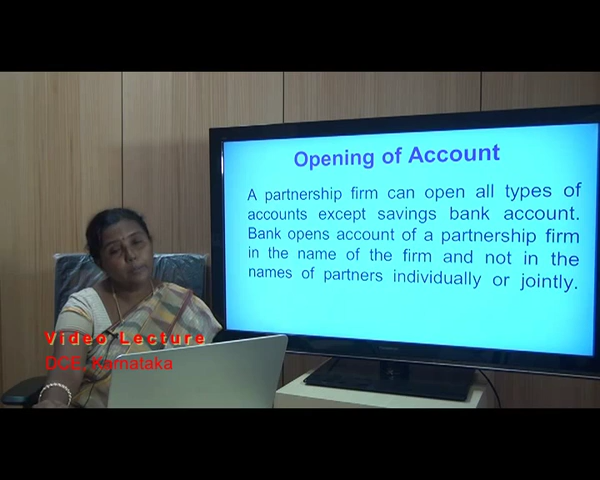 Opening of Account
A partnership firm can open all types of
accounts except savings bank account.
Bank opens account of a partnership firm
in the name of the firm and not in the
names of partners individually or jointly.
Video Lecture
DCE, Karnataka